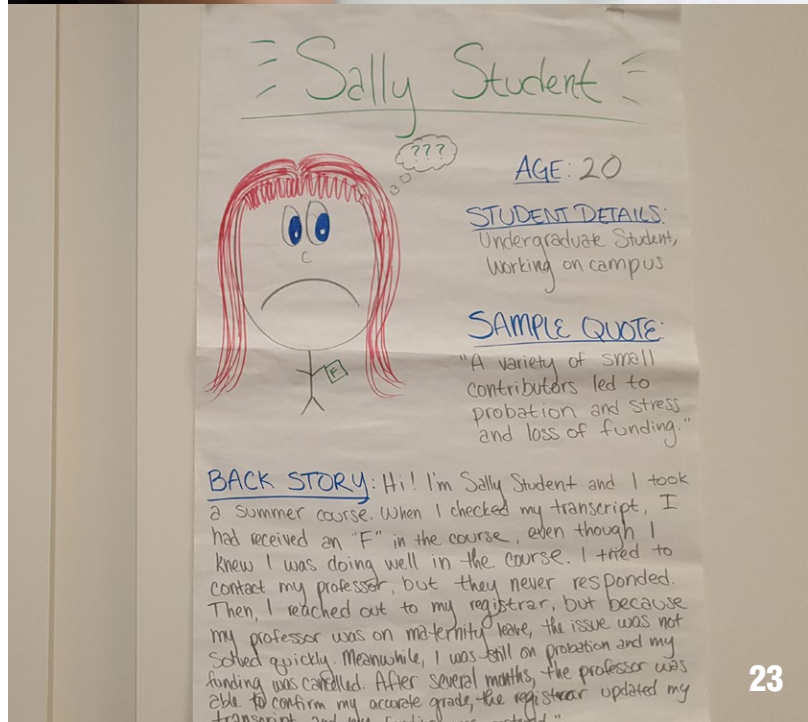 Sally Student
???
AGE: 20
STUDENT DETAILS:
Undergraduate Student,
working on campus
F
SAMPLE QUOTE:
"A variety of small
contributors led to
probation and stress
and loss of funding."
BACK STORY: Hi! I'm Sally Student and I took
a summer course. When I checked my transcript, I
had received an "F" in the course, even though I
knew I was doing well in the course. I tried to
contact my professor, but they never responded.
Then, I reached out to my registrar, but because
my professor was on maternity leave, the issue was not
solved quickly. Meanwhile, I was still on probation and my
funding was cancelled. After several months, the professor was
able to confirm my accurate grade, the registrar updated my
transcript and my
23